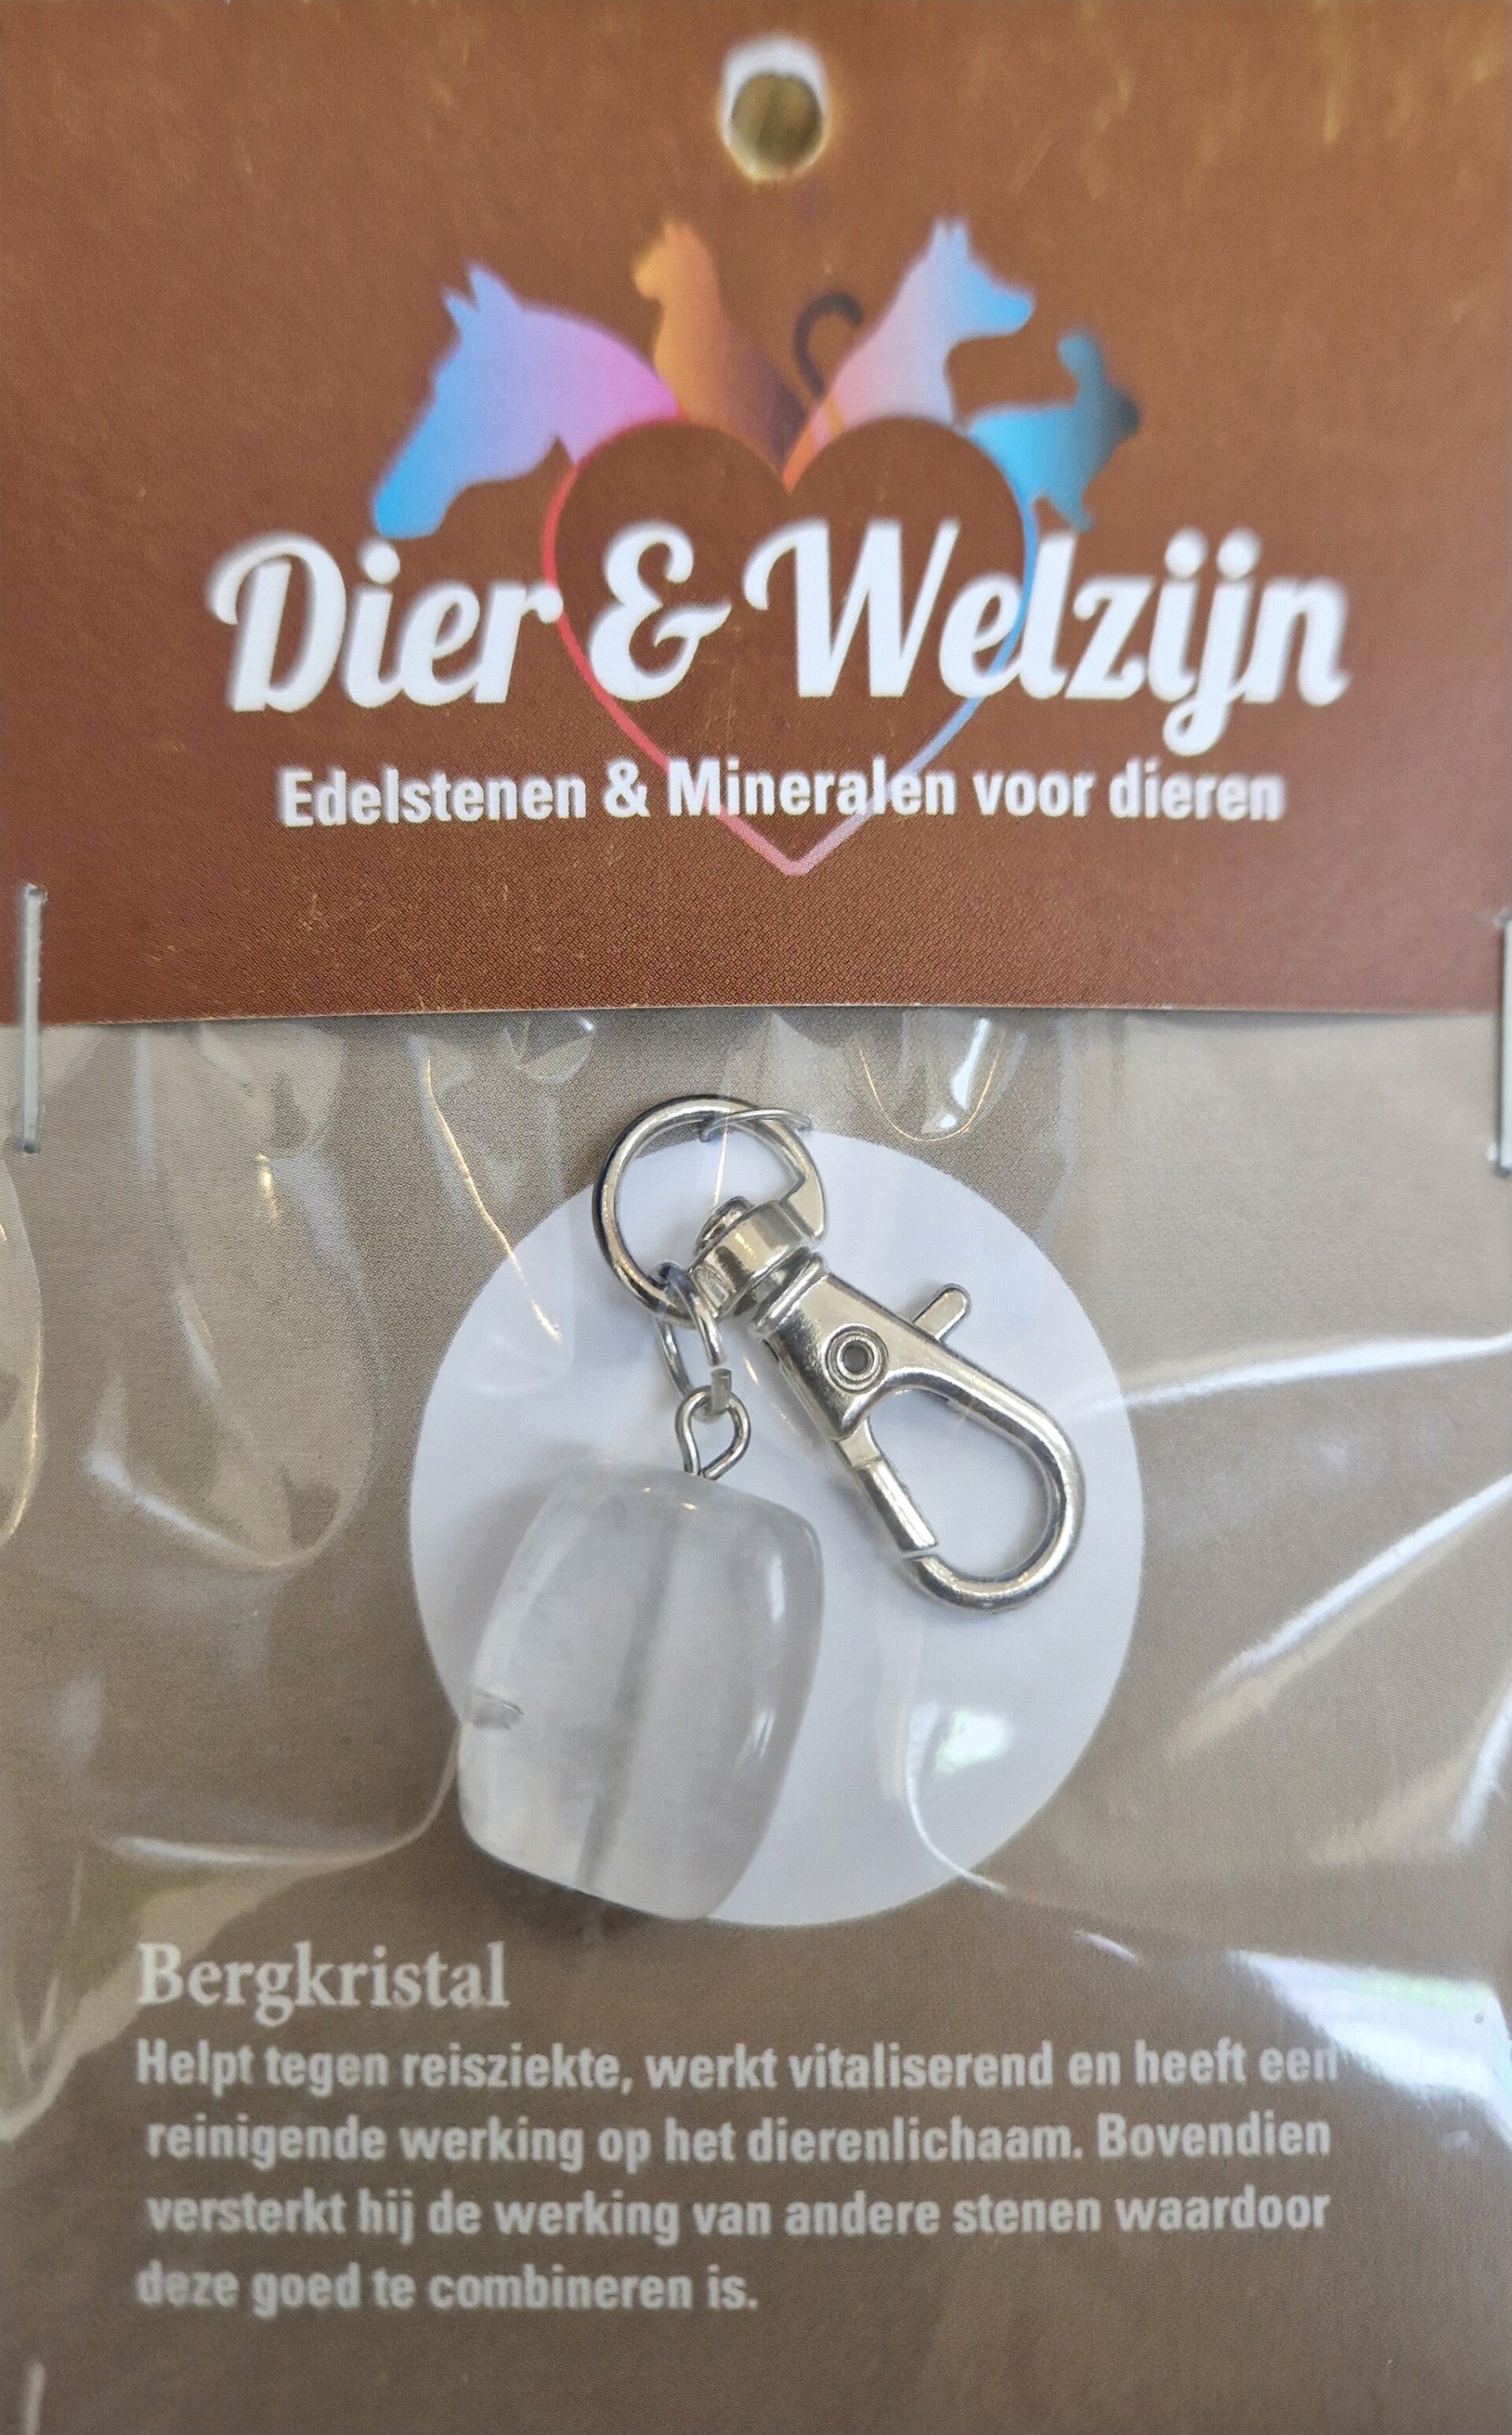 Dier & Welzijn
Edelstenen & Mineralen voor dieren
Bergkristal
Helpt tegen reisziekte, werkt vitaliserend en heeft een
reinigende werking op het dierenlichaam. Bovendien
versterkt hij de werking van andere stenen waardoor
deze goed te combineren is.